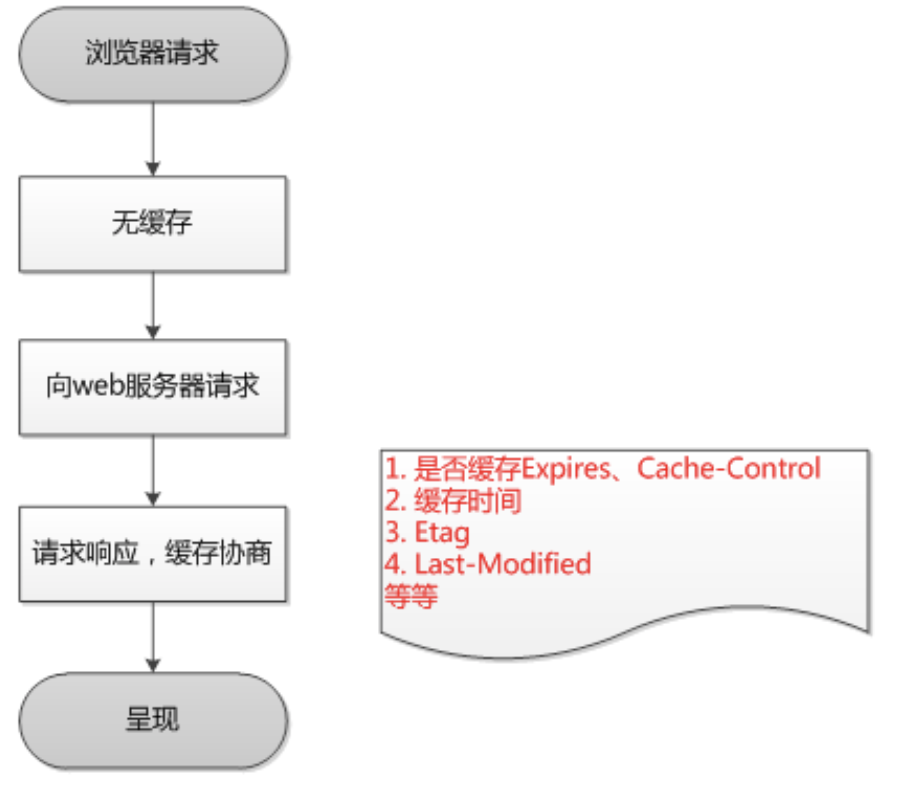 浏览器请求
无缓存
向web服务器请求
请求响应，缓存协商
呈现
1. 是否缓存Expires、Cache-Control
2. 缓存时间
3. Etag
4. Last-Modified
等等